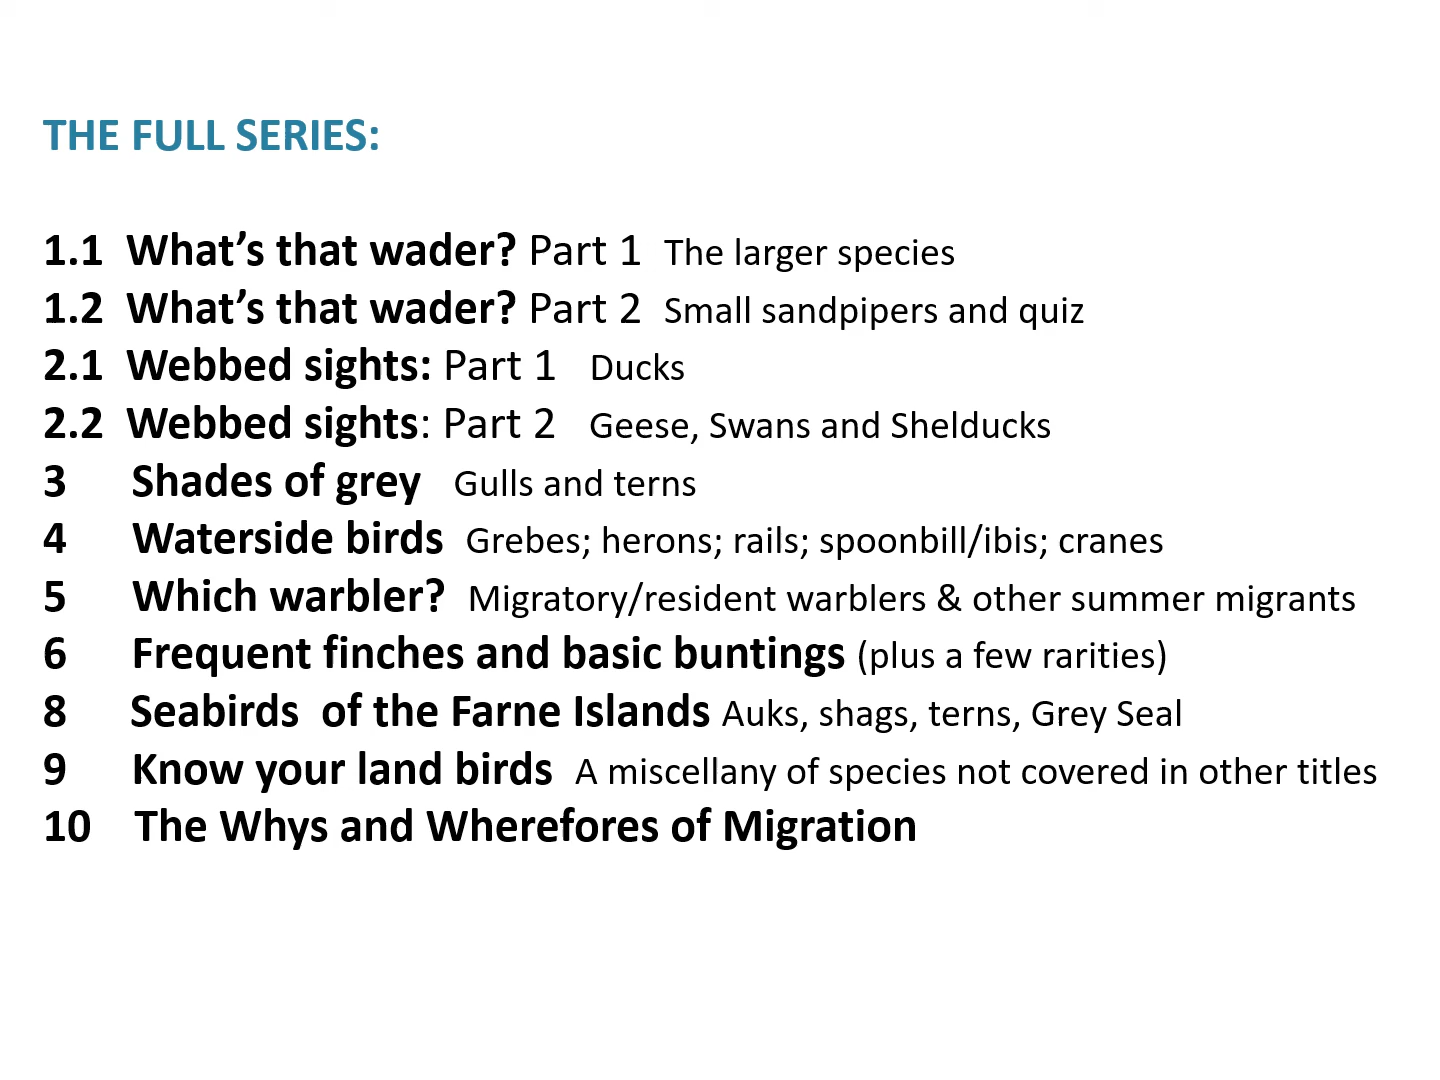 THE FULL SERIES:
1.1 What’s that wader? Part 1 The larger species
1.2 What’s that wader? Part 2 Small sandpipers and quiz
2.1 Webbed sights: Part 1 Ducks
2.2 Webbed sights: Part 2 Geese, Swans and Shelducks
3 Shades of grey Gulls and terns
4 Waterside birds Grebes; herons; rails; spoonbill/ibis; cranes
5 Which warbler? Migratory/resident warblers & other summer migrants
6 Frequent finches and basic buntings (plus a few rarities)
8 Seabirds of the Farne Islands Auks, shags, terns, Grey Seal
9 Know your land birds A miscellany of species not covered in other titles
10 The Whys and Wherefores of Migration